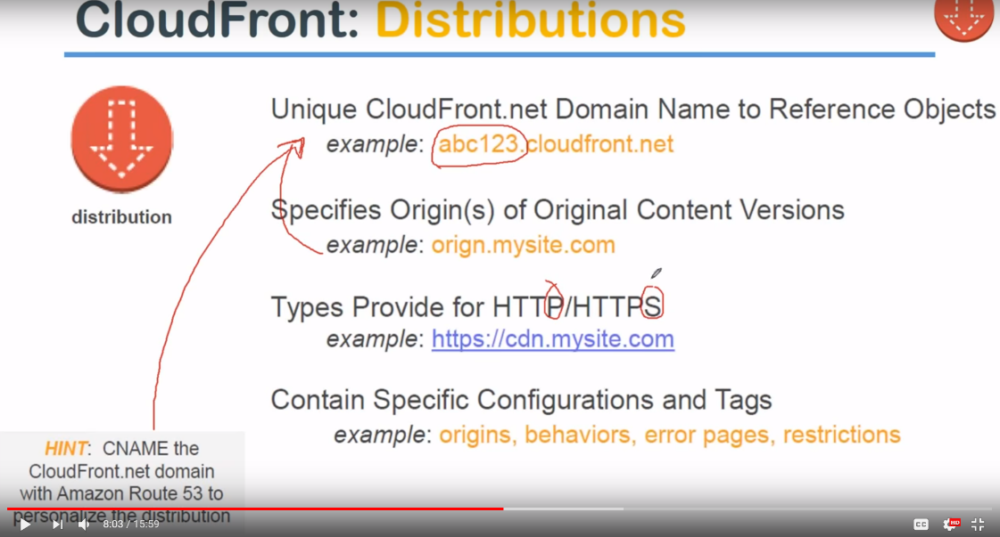 CloudFront: Distributions
Unique CloudFront.net Domain Name to Reference Objects
example: abc123.cloudfront.net
distribution
Specifies Origin(s) of Original Content Versions
example: orign.mysite.com
Types Provide for HTTP/HTTPS
example: https://cdn.mysite.com
Contain Specific Configurations and Tags
example: origins, behaviors, error pages, restrictions
HINT: CNAME the
CloudFront.net domain
with Amazon Route 53 to
personalize the distribution
8:03 / 15:59
CC
HD